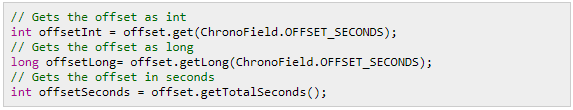 // Gets the offset as int
int offsetInt = offset.get(ChronoField.OFFSET_SECONDS);
// Gets the offset as long
long offsetLong= offset.getLong(ChronoField.OFFSET_SECONDS);
// Gets the offset in seconds
int offsetSeconds = offset.getTotalSeconds();